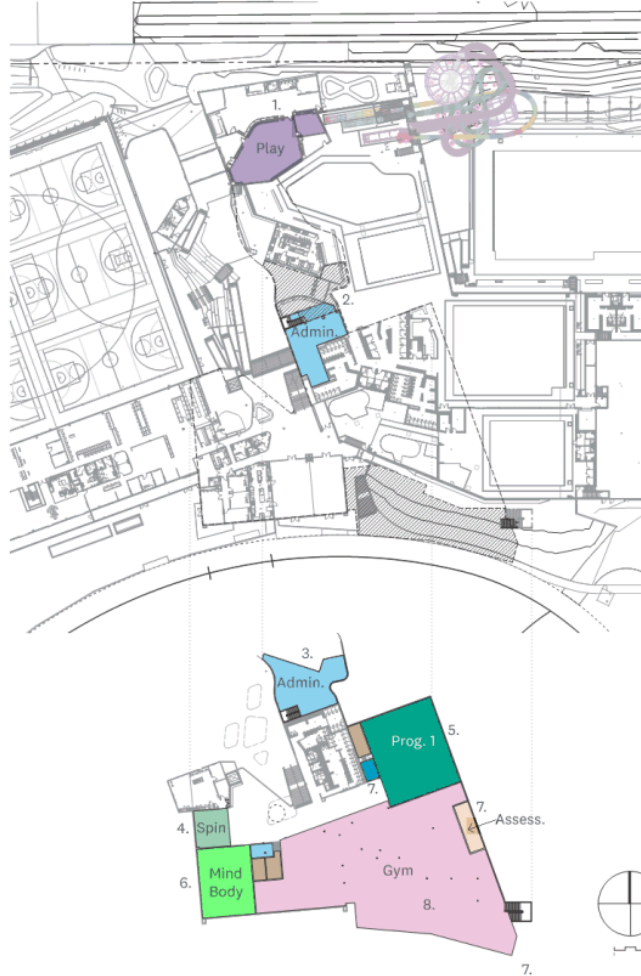 1.
Play
2.
Admin.
3.
Admin.
Prog. 1
5.
7.
7.
Assess.
4.
Spin
Gym
6.
Mind
Body
8.
7.